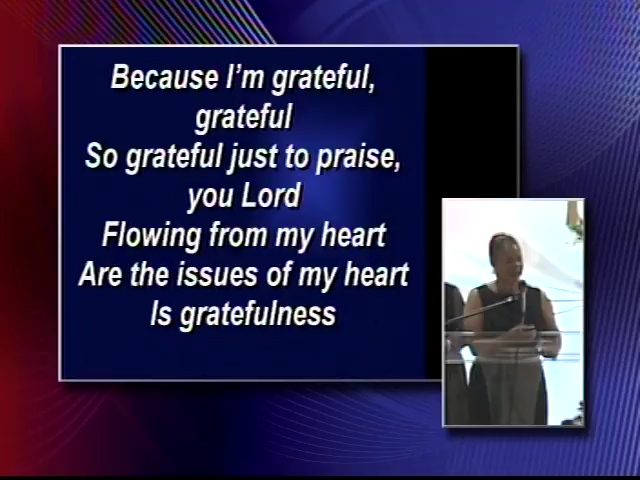 Because I'm grateful,
grateful
So grateful just to praise,
you Lord
Flowing from my heart
Are the issues of my heart
Is gratefulness